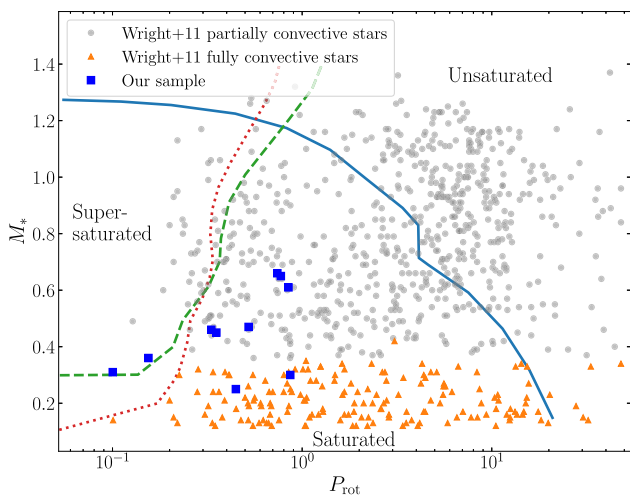 Wright+11 partially convective stars
Wright+11 fully convective stars
Our sample
Unsaturated
Super-
saturated
Saturated
M*
1.4
1.2
1.0
0.8
0.6
0.4
0.2
10⁻¹
10⁰
10¹
P_rot